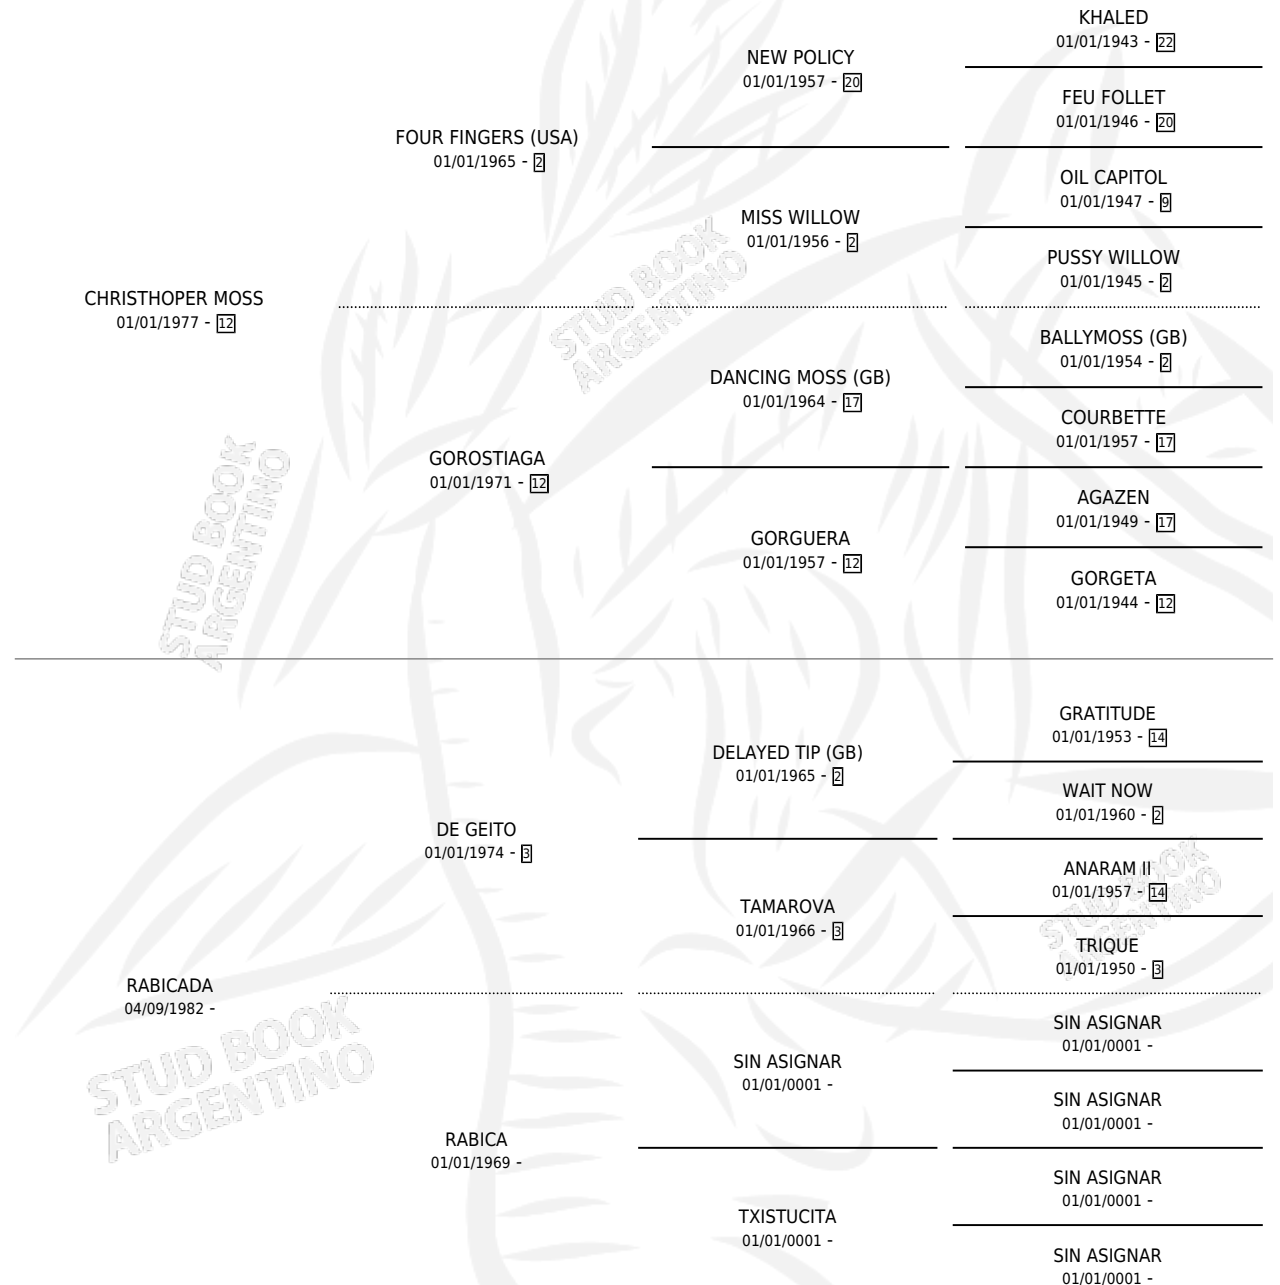 KHALED
01/01/1943 - 22
NEW POLICY
01/01/1957 - 20
FEU FOLLET
01/01/1946 - 20
FOUR FINGERS (USA)
01/01/1965 - 2
OIL CAPITOL
01/01/1947 - 9
MISS WILLOW
01/01/1956 - 2
PUSSY WILLOW
01/01/1945 - 2
CHRISTHOPER MOSS
01/01/1977 - 12
BALLYMOSS (GB)
01/01/1954 - 2
DANCING MOSS (GB)
01/01/1964 - 17
COURBETTE
01/01/1957 - 17
GOROSTIAGA
01/01/1971 - 12
AGAZEN
01/01/1949 - 17
GORGUERA
01/01/1957 - 12
GORGETA
01/01/1944 - 12
STUD BOOK
ARGENTINO
STUD BOOK
ARGENTINO
GRATITUDE
01/01/1953 - 14
DELAYED TIP (GB)
01/01/1965 - 2
WAIT NOW
01/01/1960 - 2
DE GEITO
01/01/1974 - 3
ANARAM II
01/01/1957 - 14
TAMAROVA
01/01/1966 - 3
TRIQUE
01/01/1950 - 3
STUD BOOK
ARGENTINO
RABICADA
04/09/1982 -
SIN ASIGNAR
01/01/0001 -
SIN ASIGNAR
01/01/0001 -
SIN ASIGNAR
01/01/0001 -
RABICA
01/01/1969 -
SIN ASIGNAR
01/01/0001 -
TXISTUCITA
01/01/0001 -
SIN ASIGNAR
01/01/0001 -
STUD BOOK
ARGENTINO